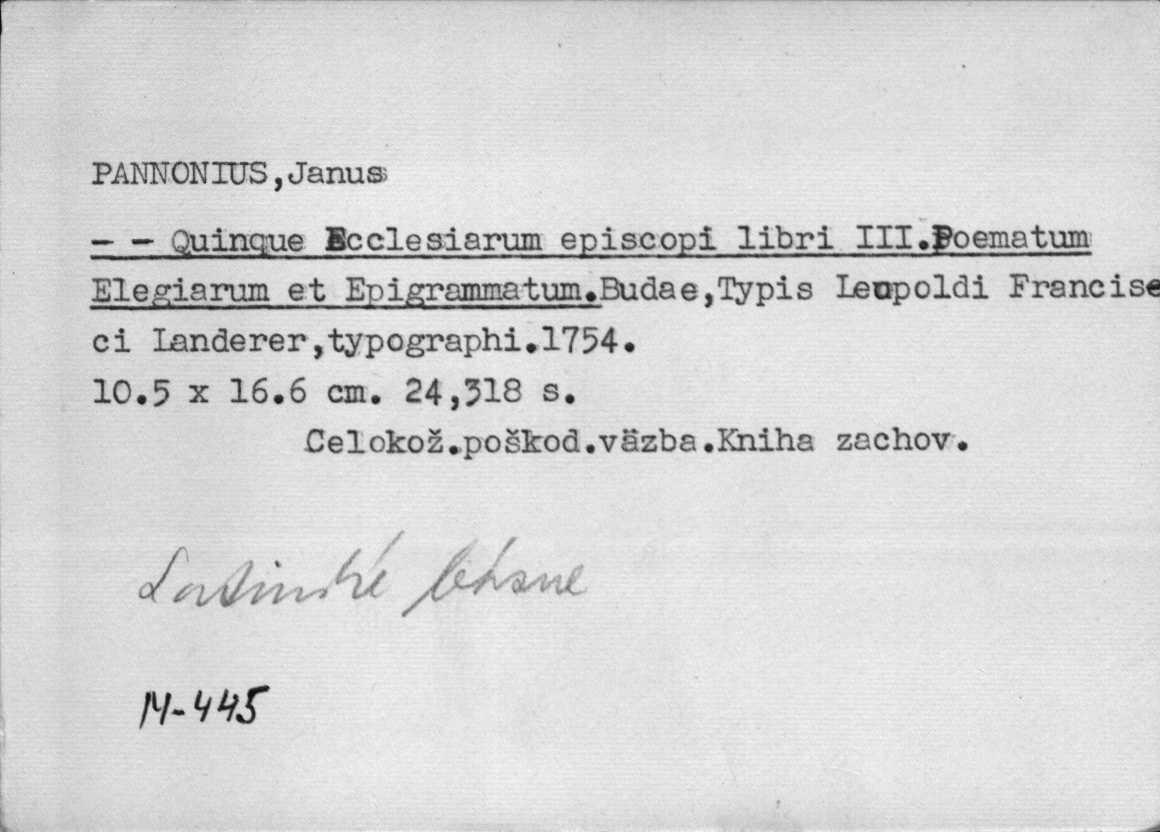 PANNONIUS,Janus
- - Quinque Ecclesiarum episcopi libri III.Poematum
Elegiarum et Epigrammatum.Budae,Typis Leopoldi Francis
ci Landerer,typographi.1754.
10.5 x 16.6 cm. 24,318 s.
Celokož.poškod.väzba.Kniha zachov.
Latinské básne
M-445